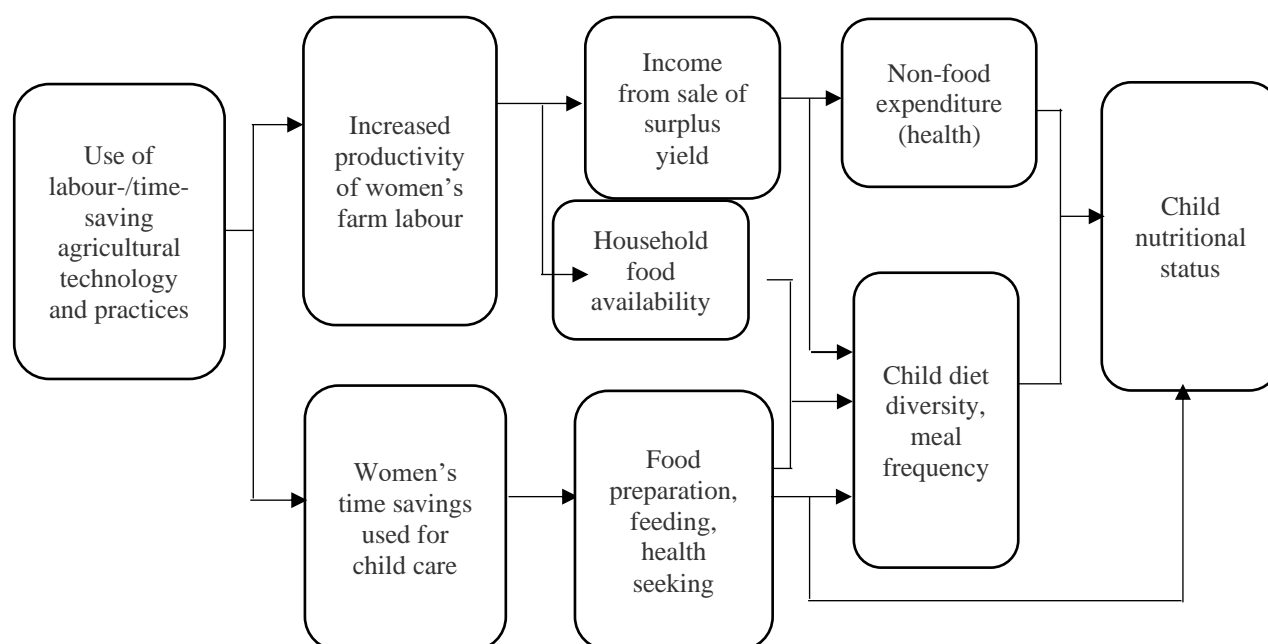 Use of
labour-/time-
saving
agricultural
technology
and practices
Increased
productivity
of women’s
farm labour
Income
from sale of
surplus
yield
Household
food
availability
Non-food
expenditure
(health)
Women’s
time savings
used for
child care
Food
preparation,
feeding,
health
seeking
Child diet
diversity,
meal
frequency
Child
nutritional
status